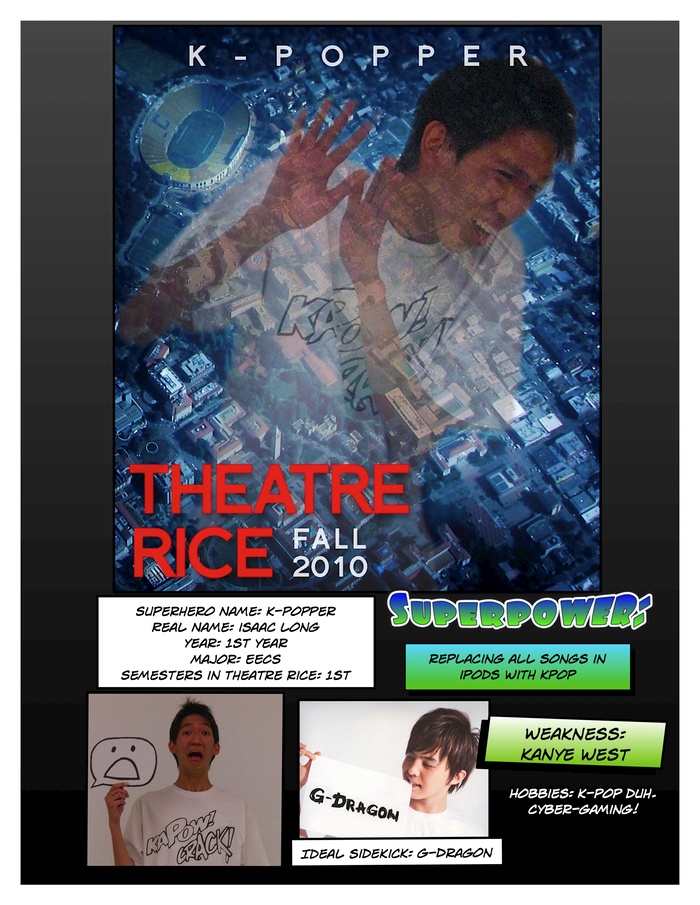 K-POPPER
KAPOW!
THEATRE
RICE FALL
2010
SUPERHERO NAME: K-POPPER
REAL NAME: ISAAC LONG
YEAR: 1ST YEAR
MAJOR: EECS
SEMESTERS IN THEATRE RICE: 1ST
SUPERPOWER:
REPLACING ALL SONGS IN
IPODS WITH KPOP
KAPOW!
CRACK!
G-DRAGON
IDEAL SIDEKICK: G-DRAGON
WEAKNESS:
KANYE WEST
HOBBIES: K-POP DUH.
CYBER-GAMING!